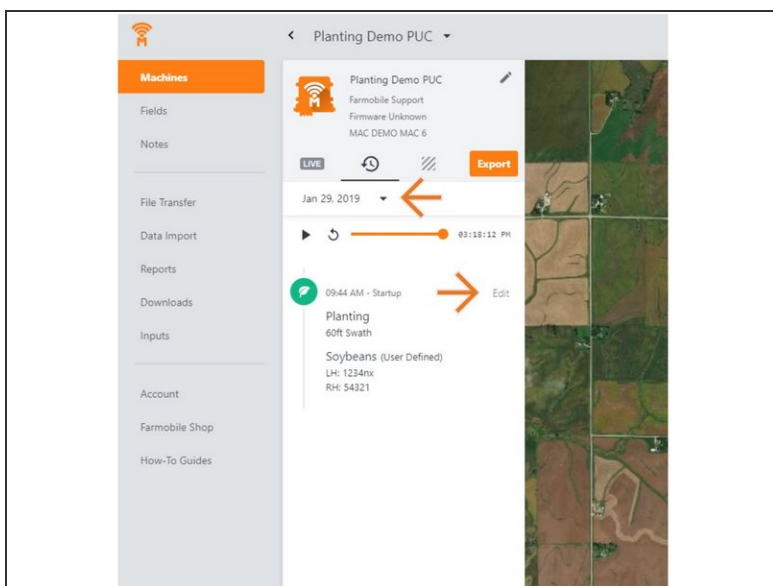 Planting Demo PUC
Machines
Fields
Notes
File Transfer
Data Import
Reports
Downloads
Inputs
Account
Farmobile Shop
How-To Guides
Planting Demo PUC
Farmobile Support
Firmware Unknown
MAC DEMO MAC 6
LIVE
Export
Jan 29, 2019
03:18:12 PM
09:44 AM - Startup
Edit
Planting
60ft Swath
Soybeans (User Defined)
LH: 1234nx
RH: 54321